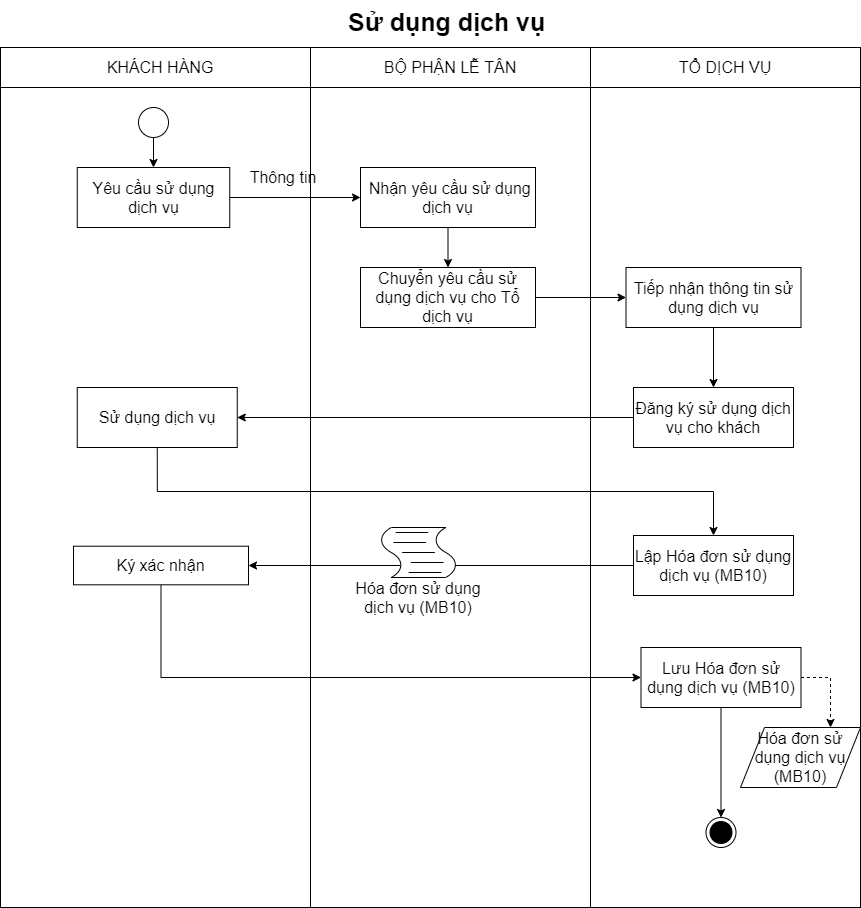 Sử dụng dịch vụ
KHÁCH HÀNG
BỘ PHẬN LỄ TÂN
TỔ DỊCH VỤ
Yêu cầu sử dụng
dịch vụ
Thông tin
Nhận yêu cầu sử dụng
dịch vụ
Chuyển yêu cầu sử
dụng dịch vụ cho Tổ
dịch vụ
Tiếp nhận thông tin sử
dụng dịch vụ
Đăng ký sử dụng dịch
vụ cho khách
Sử dụng dịch vụ
Lập Hóa đơn sử dụng
dịch vụ (MB10)
Hóa đơn sử dụng
dịch vụ (MB10)
Ký xác nhận
Lưu Hóa đơn sử
dụng dịch vụ (MB10)
Hóa đơn sử
dụng dịch vụ
(MB10)